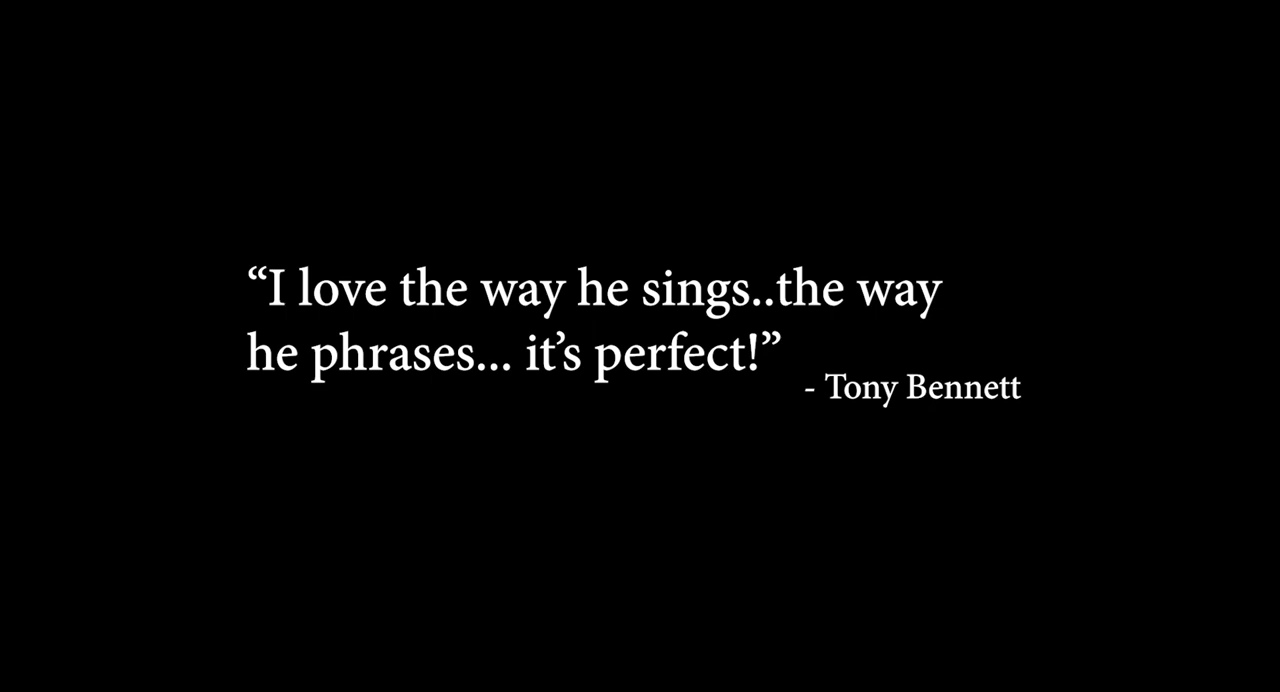 “I love the way he sings..the way
he phrases... it’s perfect!”
- Tony Bennett